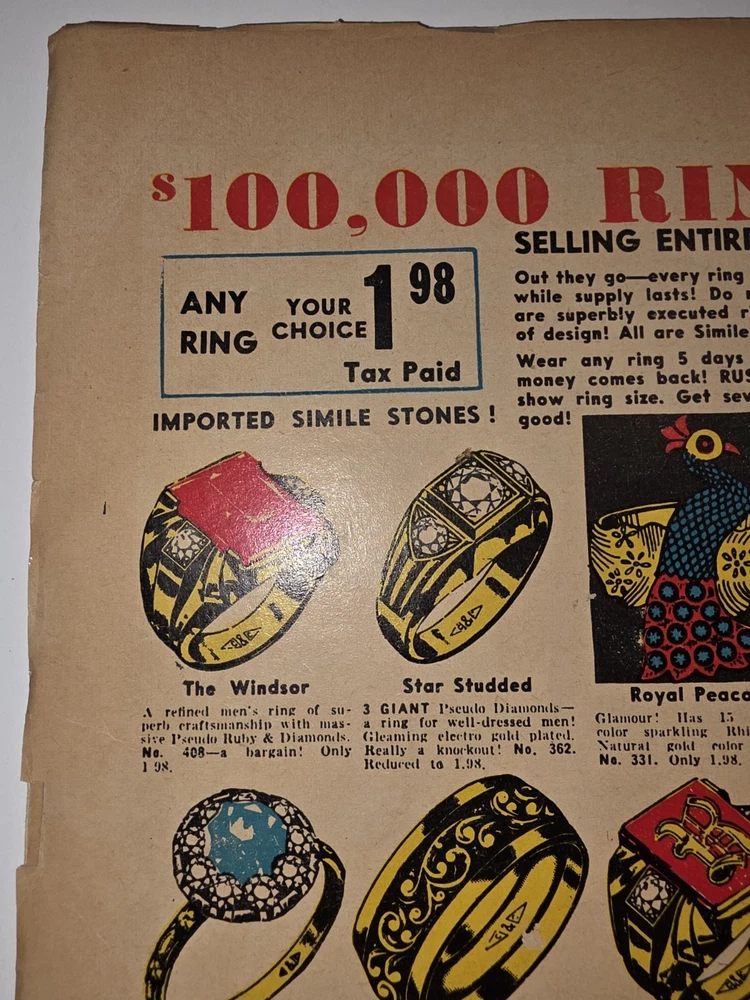 $100,000 RIN
SELLING ENTIRE
ANY RING YOUR CHOICE 1 98
Tax Paid
Out they go—every ring
while supply lasts! Do
are superbly executed r
of design! All are Simile
Wear any ring 5 days
money comes back! RUS
show ring size. Get sev
good!
IMPORTED SIMILE STONES!
The Windsor
A refined men's ring of su-
perb craftsmanship with mas-
sive Pseudo Ruby & Diamonds.
No. 408—a bargain! Only
1 98.
Star Studded
3 GIANT Pseudo Diamonds—
a ring for well-dressed men!
Gleaming electro gold plated.
Really a knockout! No. 362.
Reduced to 1.98.
Royal Peaco
Glamour! Has 15
color sparkling Rhi
Natural gold color
No. 331. Only 1.98.